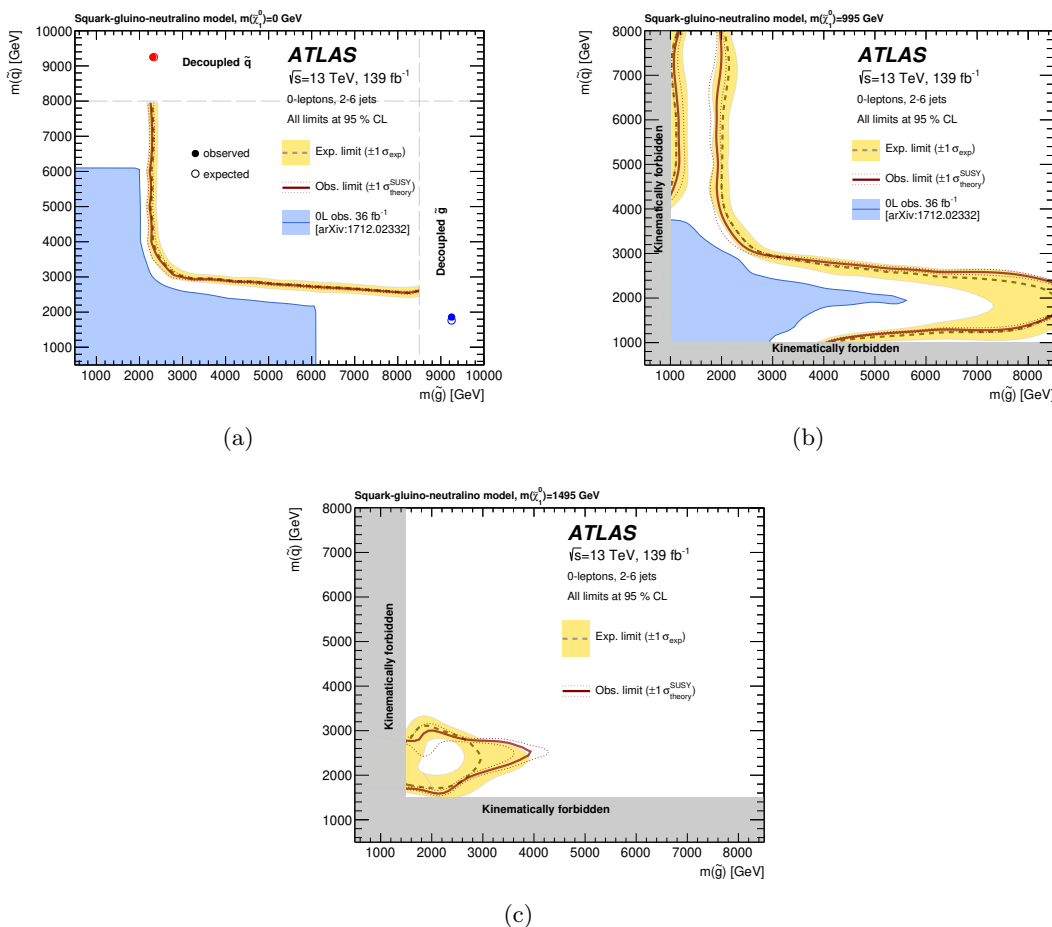 Squark-gluino-neutralino model, m(χ̃⁰₁)=0 GeV
m(q̃) [GeV]
10000
9000
8000
7000
6000
5000
4000
3000
2000
1000
Decoupled q̃
ATLAS
√s=13 TeV, 139 fb⁻¹
0-leptons, 2-6 jets
All limits at 95 % CL
observed
expected
Exp. limit (±1 σ_exp)
Obs. limit (±1 σ^SUSY_theory)
0L obs. 36 fb⁻¹
[arXiv:1712.02332]
Decoupled g̃
1000 2000 3000 4000 5000 6000 7000 8000 9000 10000
m(g̃) [GeV]
(a)
Squark-gluino-neutralino model, m(χ̃⁰₁)=995 GeV
m(q̃) [GeV]
8000
7000
6000
5000
4000
3000
2000
1000
Kinematically forbidden
ATLAS
√s=13 TeV, 139 fb⁻¹
0-leptons, 2-6 jets
All limits at 95 % CL
Exp. limit (±1 σ_exp)
Obs. limit (±1 σ^SUSY_theory)
0L obs. 36 fb⁻¹
[arXiv:1712.02332]
Kinematically forbidden
1000 2000 3000 4000 5000 6000 7000 8000
m(g̃) [GeV]
(b)
Squark-gluino-neutralino model, m(χ̃⁰₁)=1495 GeV
m(q̃) [GeV]
8000
7000
6000
5000
4000
3000
2000
1000
Kinematically forbidden
ATLAS
√s=13 TeV, 139 fb⁻¹
0-leptons, 2-6 jets
All limits at 95 % CL
Exp. limit (±1 σ_exp)
Obs. limit (±1 σ^SUSY_theory)
Kinematically forbidden
1000 2000 3000 4000 5000 6000 7000 8000
m(g̃) [GeV]
(c)